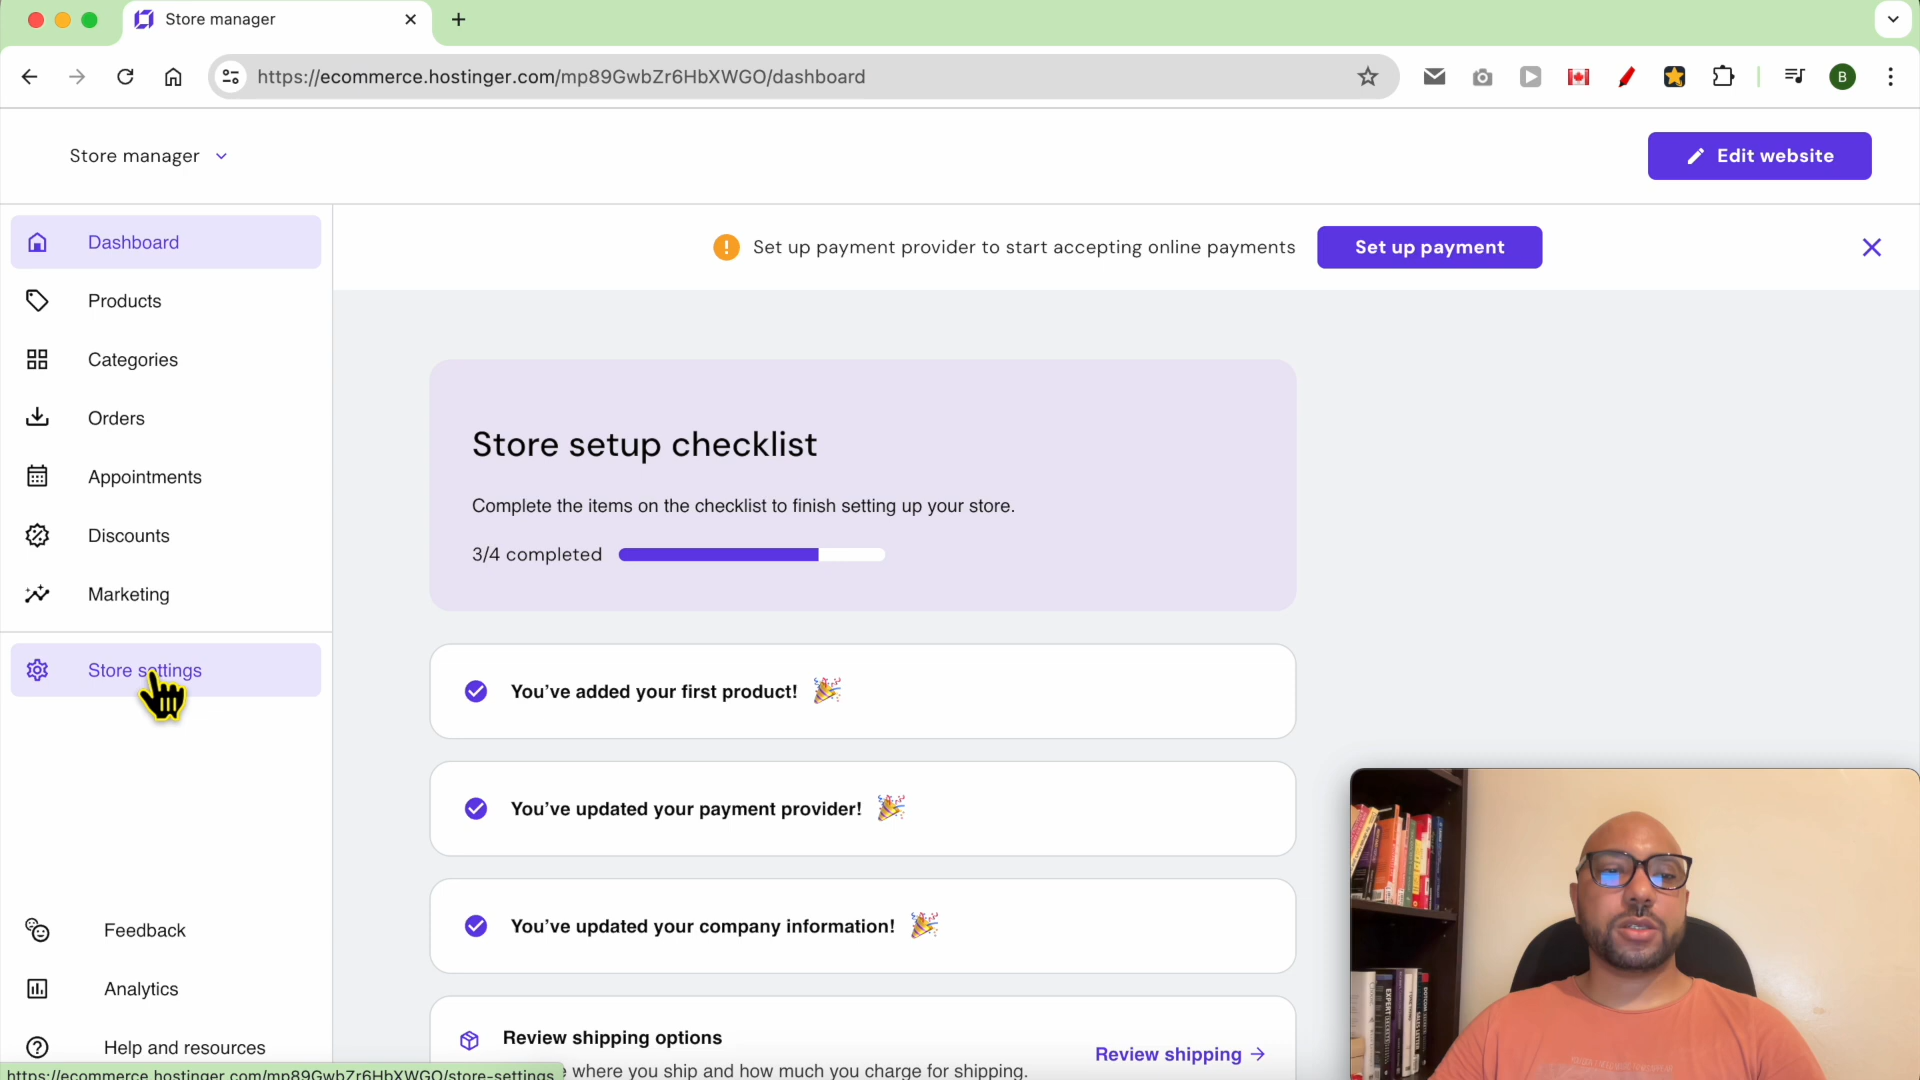 Store manager
https://ecommerce.hostinger.com/mp89GwbZr6HbXWGO/dashboard
B
Store manager
Edit website
Dashboard
Set up payment provider to start accepting online payments
Set up payment
Products
Categories
Orders
Appointments
Discounts
Marketing
Store settings
Feedback
Analytics
Help and resources
Store setup checklist
Complete the items on the checklist to finish setting up your store.
3/4 completed
You've added your first product!
You've updated your payment provider!
You've updated your company information!
Review shipping options
where you ship and how much you charge for shipping.
Review shipping
https://ecommerce.hostinger.com/mp89GwbZr6HbXWGO/store-settings
EXPERT